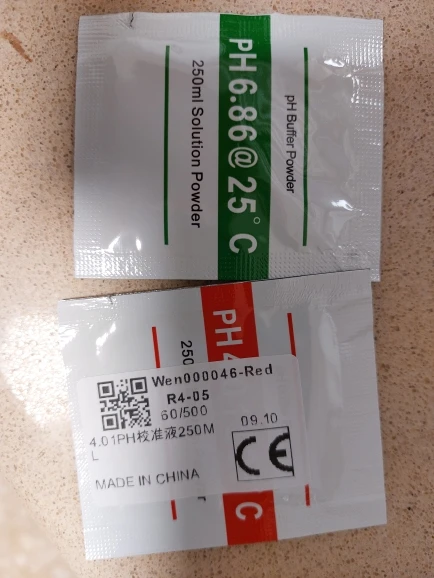 pH Buffer Powder
PH 6.86@25°C
250ml Solution Powder
PH 4
250
C
Wen000046-Red
R4-05
60/500
4.01PH校准液250M
L
09.10
CE
MADE IN CHINA